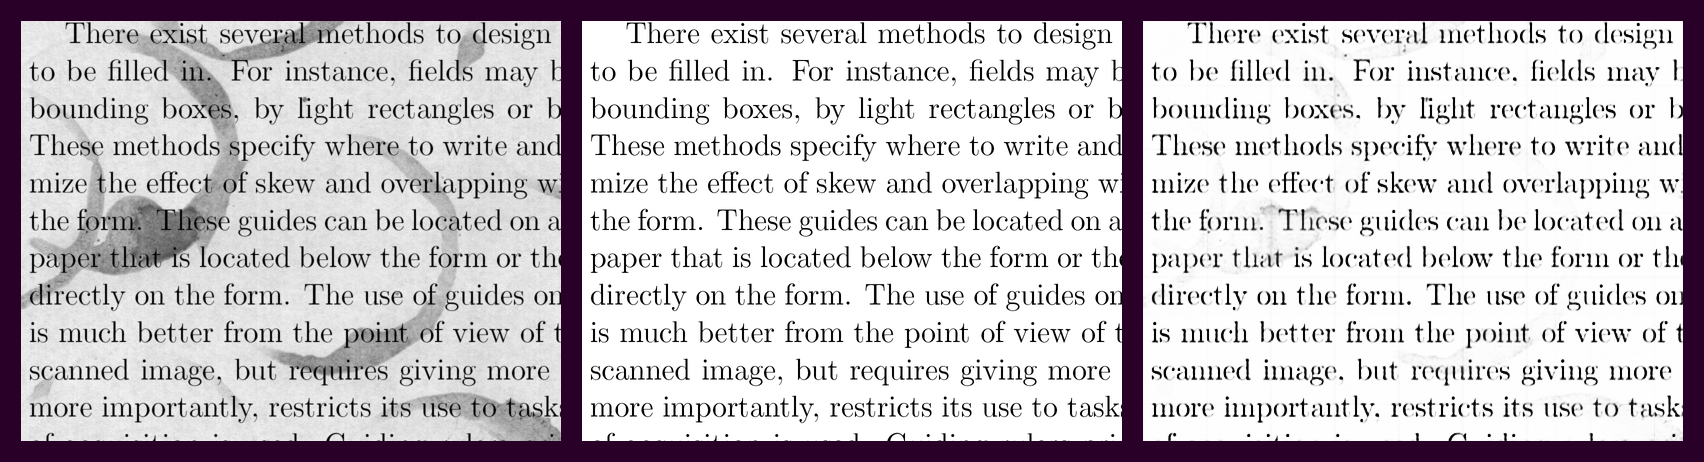 There exist several methods to design
to be filled in. For instance, fields may b
bounding boxes, by light rectangles or b
These methods specify where to write and
mize the effect of skew and overlapping w
the form. These guides can be located on a
paper that is located below the form or the
directly on the form. The use of guides on
is much better from the point of view of t
scanned image, but requires giving more
more importantly, restricts its use to task
There exist several methods to design
to be filled in. For instance, fields may b
bounding boxes, by light rectangles or b
These methods specify where to write and
mize the effect of skew and overlapping w
the form. These guides can be located on a
paper that is located below the form or the
directly on the form. The use of guides on
is much better from the point of view of t
scanned image, but requires giving more
more importantly, restricts its use to task
There exist several methods to design
to be filled in. For instance, fields may b
bounding boxes, by light rectangles or b
These methods specify where to write and
mize the effect of skew and overlapping w
the form. These guides can be located on a
paper that is located below the form or the
directly on the form. The use of guides on
is much better from the point of view of t
scanned image, but requires giving more
more importantly, restricts its use to task